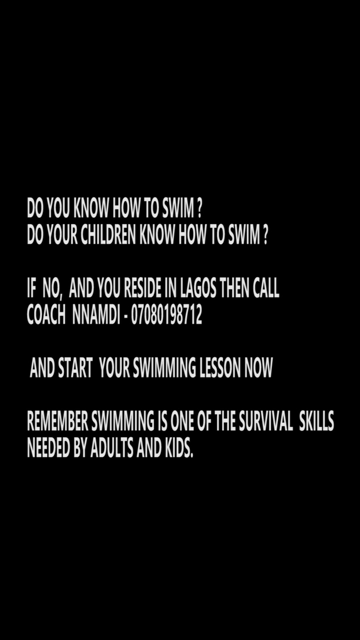 DO YOU KNOW HOW TO SWIM ?
DO YOUR CHILDREN KNOW HOW TO SWIM ?
IF NO, AND YOU RESIDE IN LAGOS THEN CALL
COACH NNAMDI - 07080198712
AND START YOUR SWIMMING LESSON NOW
REMEMBER SWIMMING IS ONE OF THE SURVIVAL SKILLS
NEEDED BY ADULTS AND KIDS.